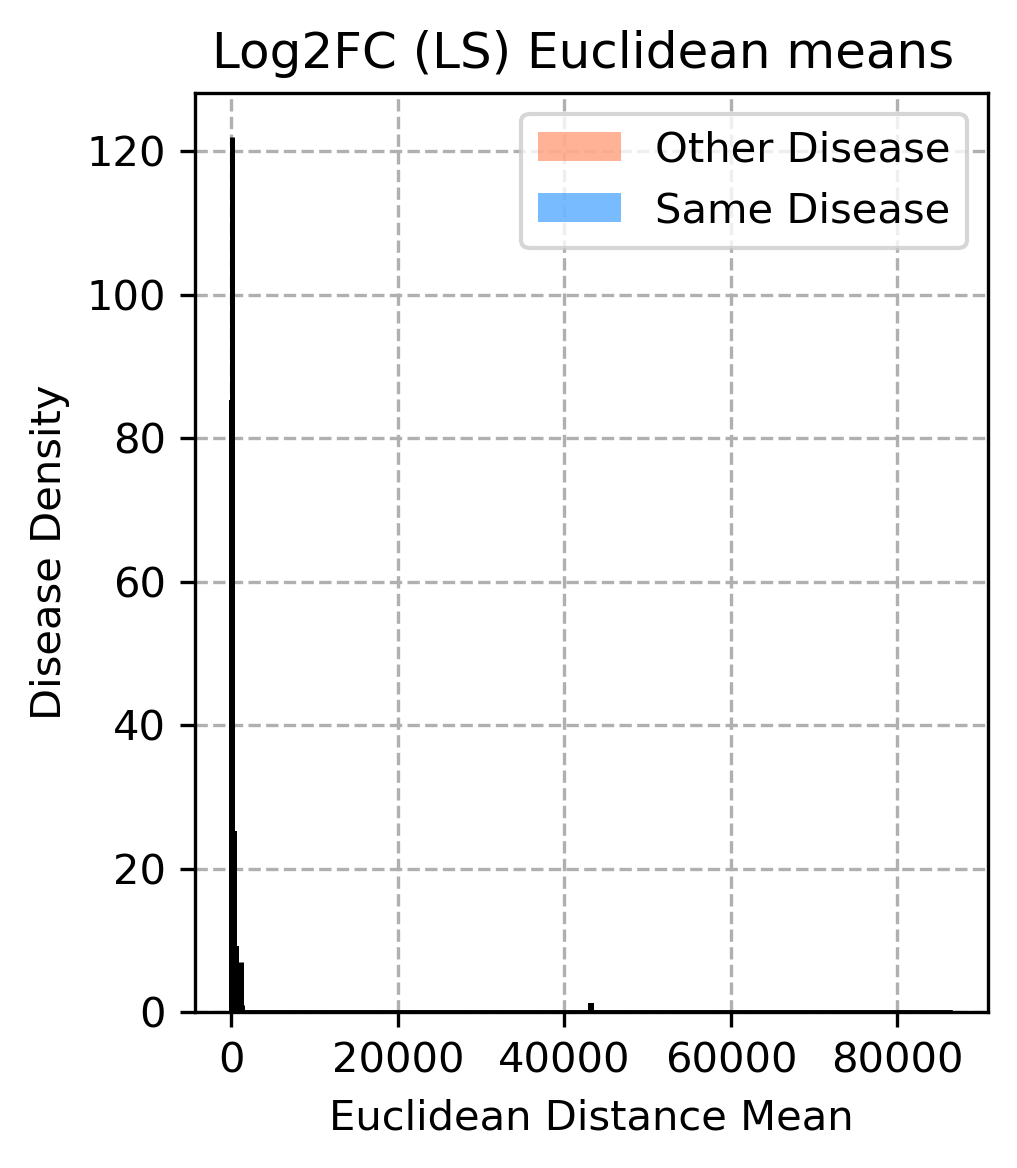 Log2FC (LS) Euclidean means
Other Disease
Same Disease
120
100
80
60
40
20
0
Disease Density
0 20000 40000 60000 80000
Euclidean Distance Mean